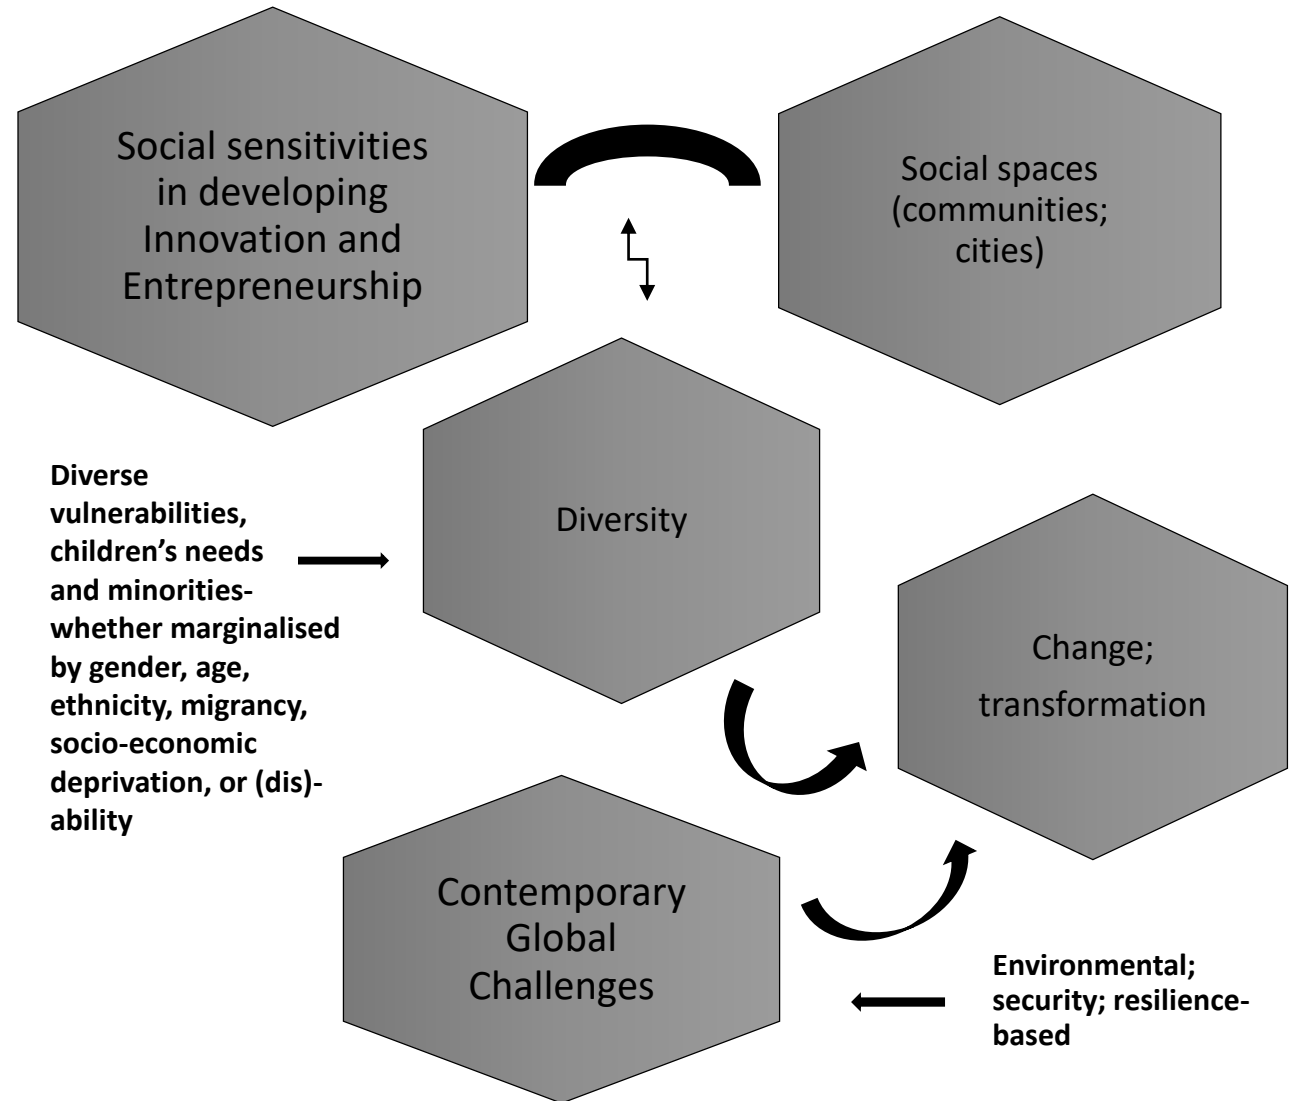 Social sensitivities
in developing
Innovation and
Entrepreneurship
Social spaces
(communities;
cities)
Diverse
vulnerabilities,
children’s needs
and minorities-
whether marginalised
by gender, age,
ethnicity, migrancy,
socio-economic
deprivation, or (dis)-
ability
Diversity
Change;
transformation
Contemporary
Global
Challenges
Environmental;
security; resilience-
based